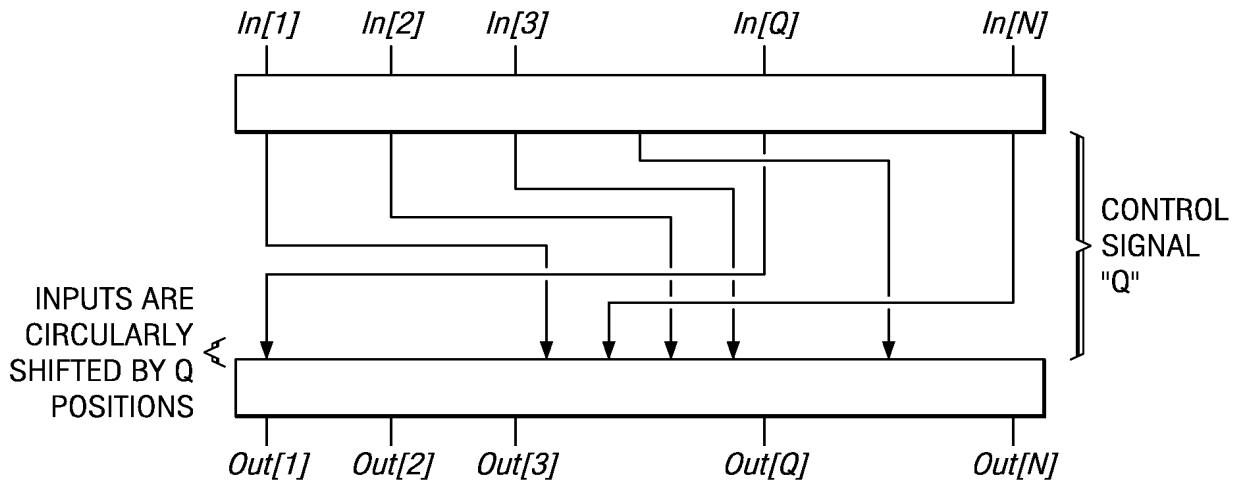 In[1] In[2] In[3] In[Q] In[N]
CONTROL
SIGNAL
"Q"
INPUTS ARE
CIRCULARLY
SHIFTED BY Q
POSITIONS
Out[1] Out[2] Out[3] Out[Q] Out[N]